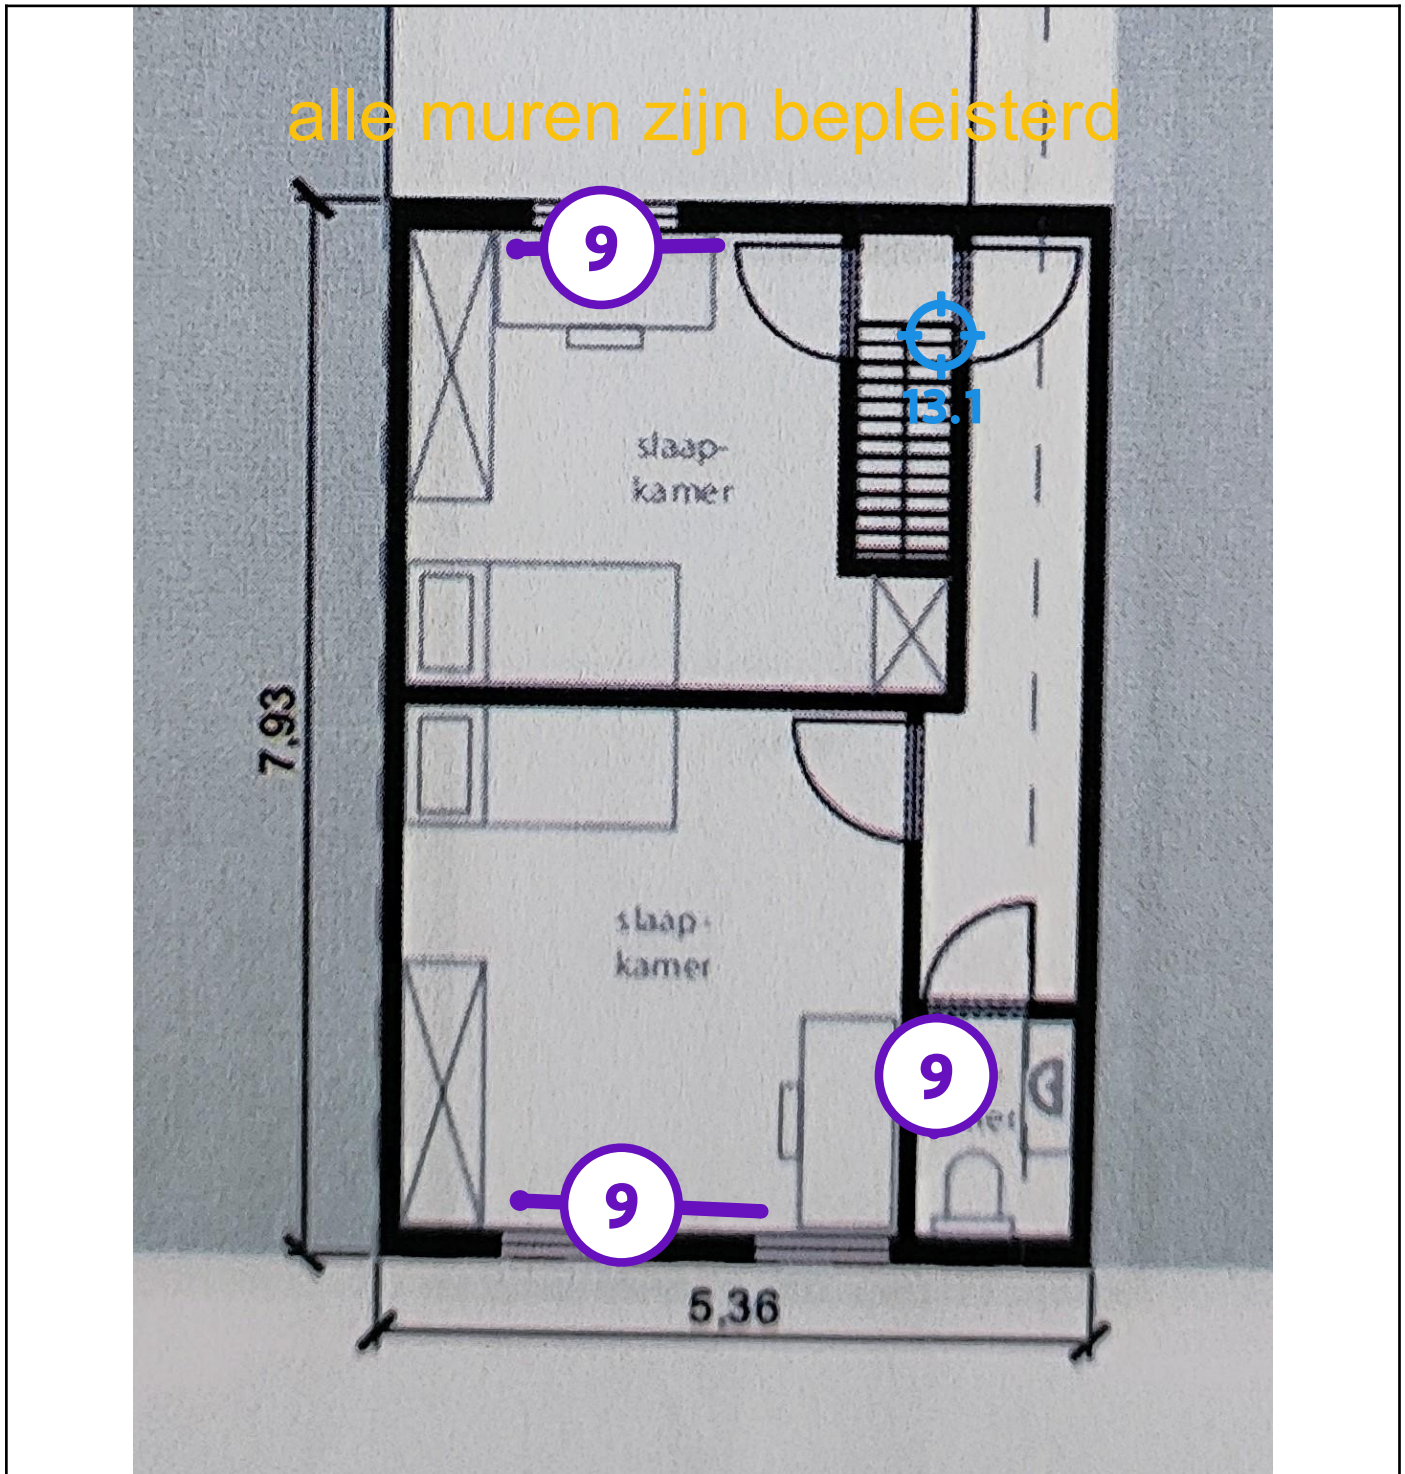 alle muren zijn bepleisterd
9
13.1
slaap-
kamer
7,93
slaap-
kamer
9
9
5,36